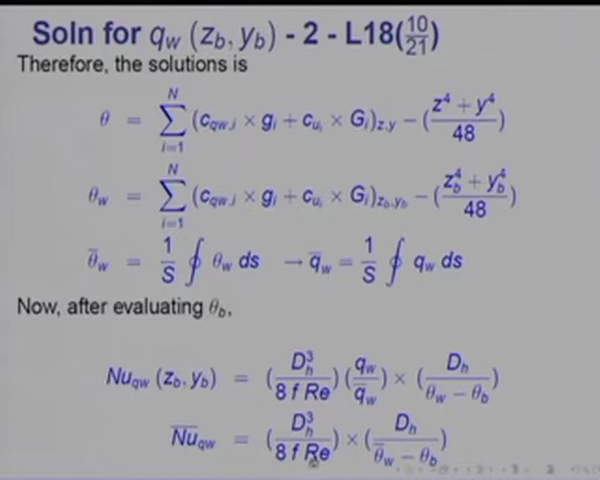 Soln for q_w (z_b, y_b) - 2 - L18(10/21)
Therefore, the solutions is
θ = ∑_{i=1}^{N} (c_{qw,i} × g_i + c_{u_i} × G_i)_{z,y} − ((z^4 + y^4)/48)
θ_w = ∑_{i=1}^{N} (c_{qw,i} × g_i + c_{u_i} × G_i)_{z_b,y_b} − ((z_b^4 + y_b^4)/48)
θ̄_w = (1/S) ∮ θ_w ds → q̄_w = (1/S) ∮ q_w ds
Now, after evaluating θ_b,
Nu_{qw} (z_b, y_b) = (D_h^3/(8 f Re)) (q_w/q̄_w) × (D_h/(θ_w − θ_b))
N̅u̅_{qw} = (D_h^3/(8 f Re)) × (D_h/(θ̄_w − θ_b))